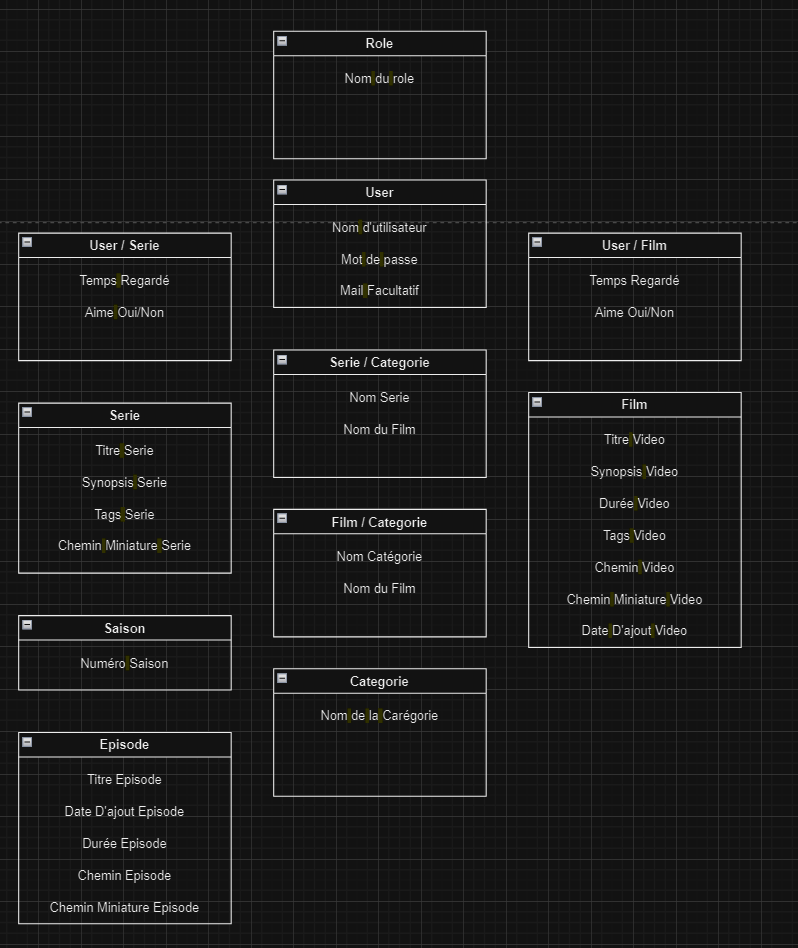 Role
Nom du role
User
Nom d'utilisateur
Mot de passe
Mail Facultatif
User / Serie
Temps Regardé
Aime Oui/Non
User / Film
Temps Regardé
Aime Oui/Non
Serie / Categorie
Nom Serie
Nom du Film
Serie
Titre Serie
Synopsis Serie
Tags Serie
Chemin Miniature Serie
Film
Titre Video
Synopsis Video
Durée Video
Tags Video
Chemin Video
Chemin Miniature Video
Date D'ajout Video
Film / Categorie
Nom Catégorie
Nom du Film
Saison
Numéro Saison
Categorie
Nom de la Carégorie
Episode
Titre Episode
Date D'ajout Episode
Durée Episode
Chemin Episode
Chemin Miniature Episode